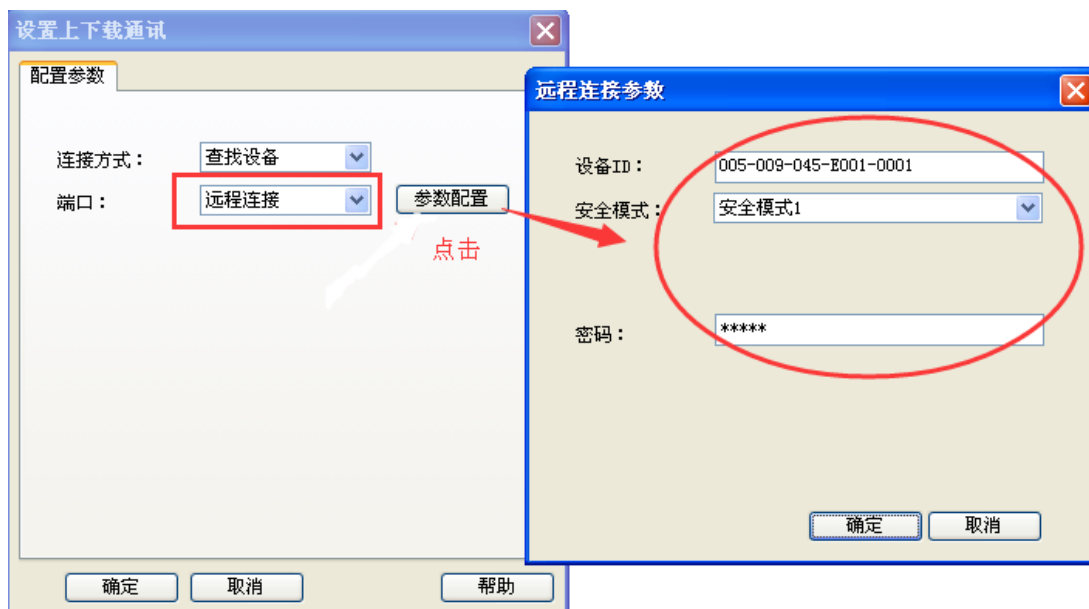 设置上下载通讯
配置参数
连接方式：
查找设备
端口：
远程连接
参数配置
点击
确定
取消
帮助
远程连接参数
设备ID：
005-009-045-E001-0001
安全模式：
安全模式1
密码：
*****
确定
取消